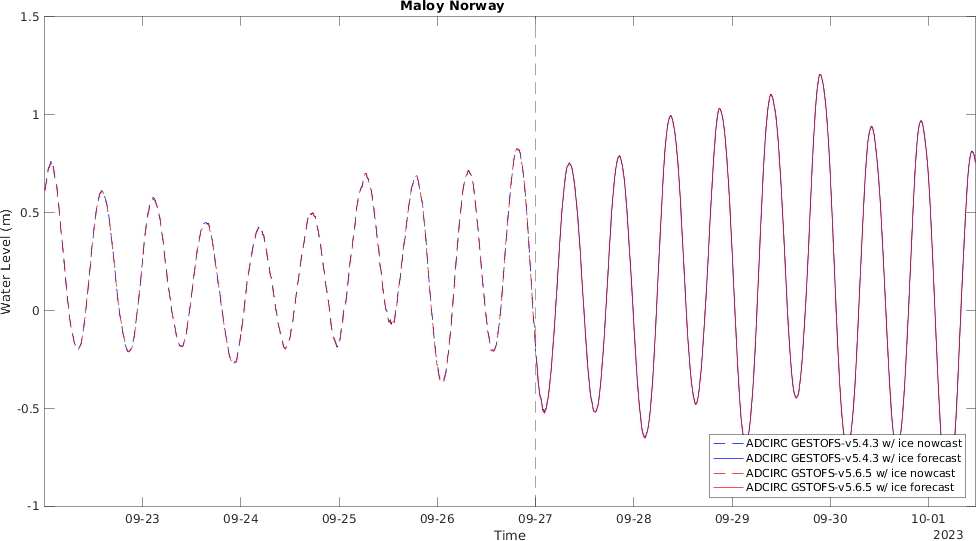 Maloy Norway
1.5
1
0.5
0
-0.5
-1
Water Level (m)
09-23 09-24 09-25 09-26 09-27 09-28 09-29 09-30 10-01
Time
2023
ADCIRC GESTOFS-v5.4.3 w/ ice nowcast
ADCIRC GESTOFS-v5.4.3 w/ ice forecast
ADCIRC GSTOFS-v5.6.5 w/ ice nowcast
ADCIRC GSTOFS-v5.6.5 w/ ice forecast